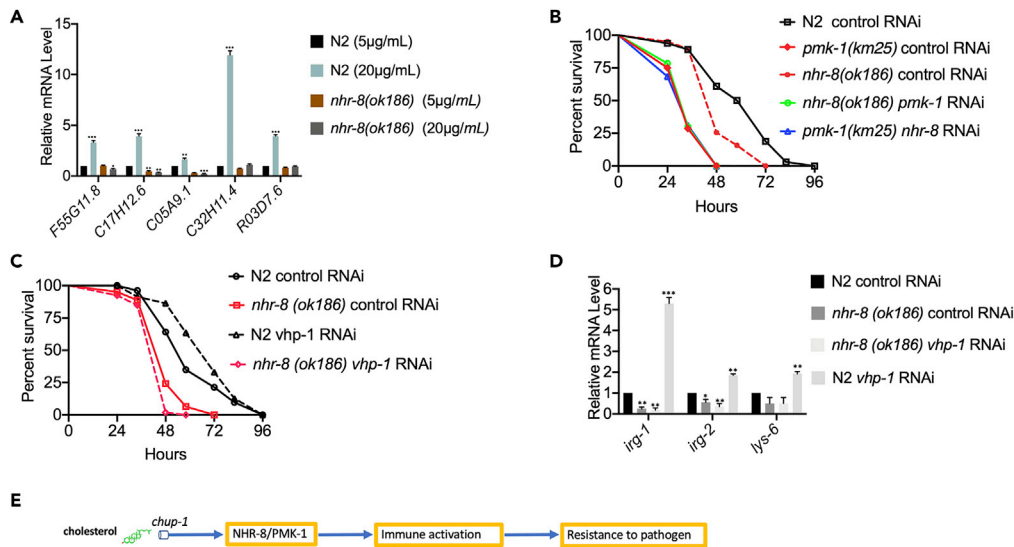 A
Relative mRNA Level
15
10
5
0
***
***
**
***
***
*
** **
***
F55G11.8
C17H12.6
C05A9.1
C32H11.4
R03D7.6
N2 (5μg/mL)
N2 (20μg/mL)
nhr-8(ok186) (5μg/mL)
nhr-8(ok186) (20μg/mL)
B
Percent survival
100
75
50
25
0
0 24 48 72 96
Hours
N2 control RNAi
pmk-1(km25) control RNAi
nhr-8(ok186) control RNAi
nhr-8(ok186) pmk-1 RNAi
pmk-1(km25) nhr-8 RNAi
C
Percent survival
100
75
50
25
0
0 24 48 72 96
Hours
N2 control RNAi
nhr-8 (ok186) control RNAi
N2 vhp-1 RNAi
nhr-8 (ok186) vhp-1 RNAi
D
Relative mRNA Level
6
5
4
3
2
1
0
** ** ***
* ** **
**
irg-1
irg-2
lys-6
N2 control RNAi
nhr-8 (ok186) control RNAi
nhr-8 (ok186) vhp-1 RNAi
N2 vhp-1 RNAi
E
cholesterol
chup-1
NHR-8/PMK-1
Immune activation
Resistance to pathogen